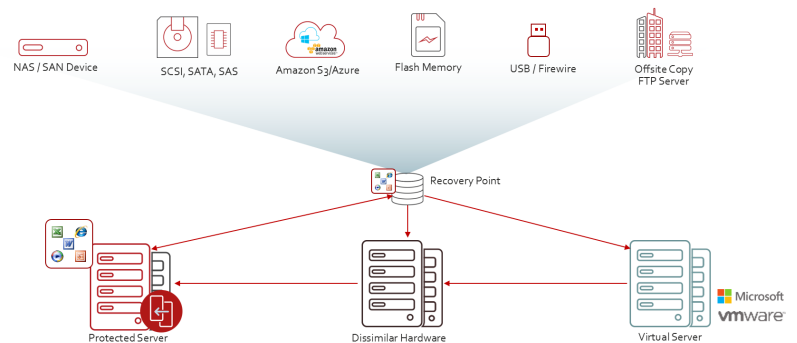 NAS / SAN Device
SCSI, SATA, SAS
amazon
web services
Amazon S3/Azure
Flash Memory
USB / Firewire
Offsite Copy
FTP Server
Recovery Point
Protected Server
Dissimilar Hardware
Virtual Server
Microsoft
vmware